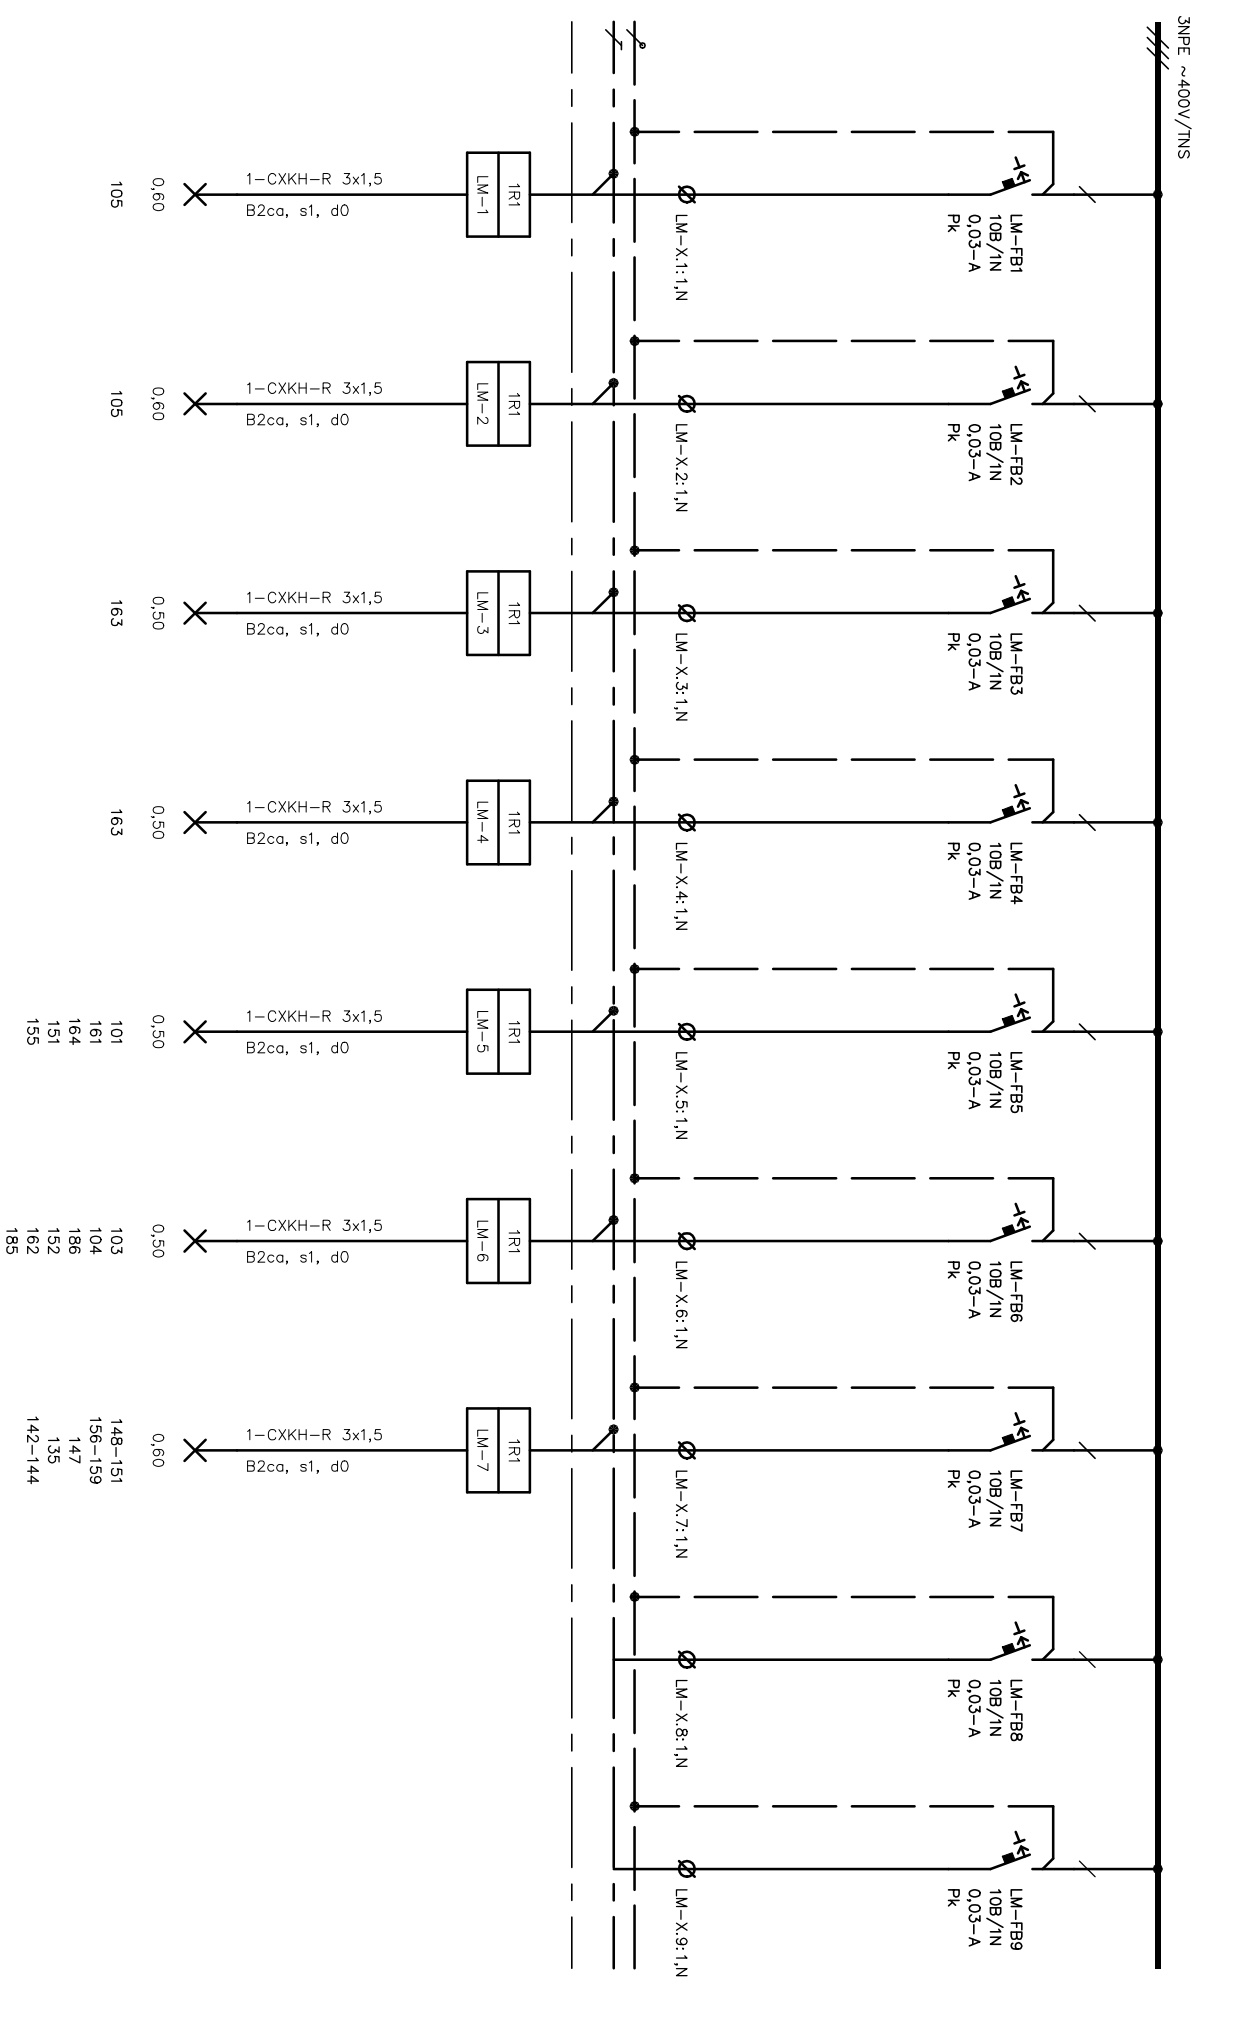 3NPE ~400V/TNS
LM-FB1
10B/1N
0,03-A
Pk
LM-X.1:1,N
1R1
LM-1
1-CXKH-R 3x1,5
B2ca, s1, d0
0,60
105
LM-FB2
10B/1N
0,03-A
Pk
LM-X.2:1,N
1R1
LM-2
1-CXKH-R 3x1,5
B2ca, s1, d0
0,60
105
LM-FB3
10B/1N
0,03-A
Pk
LM-X.3:1,N
1R1
LM-3
1-CXKH-R 3x1,5
B2ca, s1, d0
0,50
163
LM-FB4
10B/1N
0,03-A
Pk
LM-X.4:1,N
1R1
LM-4
1-CXKH-R 3x1,5
B2ca, s1, d0
0,50
163
LM-FB5
10B/1N
0,03-A
Pk
LM-X.5:1,N
1R1
LM-5
1-CXKH-R 3x1,5
B2ca, s1, d0
0,50
101
161
164
151
155
LM-FB6
10B/1N
0,03-A
Pk
LM-X.6:1,N
1R1
LM-6
1-CXKH-R 3x1,5
B2ca, s1, d0
0,50
103
104
186
152
162
185
LM-FB7
10B/1N
0,03-A
Pk
LM-X.7:1,N
1R1
LM-7
1-CXKH-R 3x1,5
B2ca, s1, d0
0,60
148-151
156-159
147
135
142-144
LM-FB8
10B/1N
0,03-A
Pk
LM-X.8:1,N
LM-FB9
10B/1N
0,03-A
Pk
LM-X.9:1,N